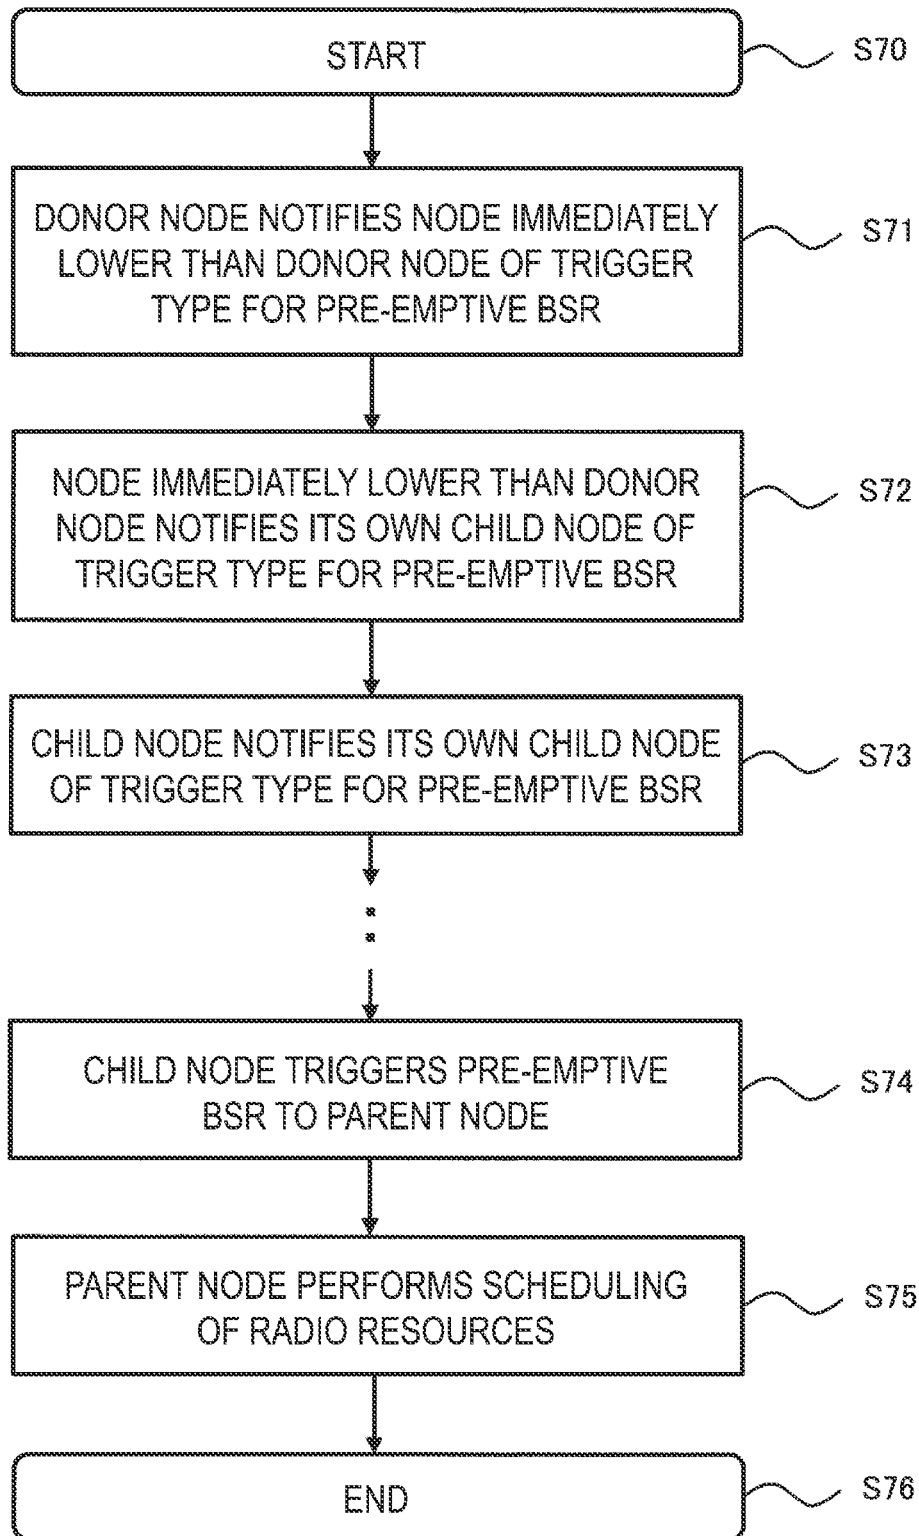 START
S70
DONOR NODE NOTIFIES NODE IMMEDIATELY
LOWER THAN DONOR NODE OF TRIGGER
TYPE FOR PRE-EMPTIVE BSR
S71
NODE IMMEDIATELY LOWER THAN DONOR
NODE NOTIFIES ITS OWN CHILD NODE OF
TRIGGER TYPE FOR PRE-EMPTIVE BSR
S72
CHILD NODE NOTIFIES ITS OWN CHILD NODE
OF TRIGGER TYPE FOR PRE-EMPTIVE BSR
S73
CHILD NODE TRIGGERS PRE-EMPTIVE
BSR TO PARENT NODE
S74
PARENT NODE PERFORMS SCHEDULING
OF RADIO RESOURCES
S75
END
S76